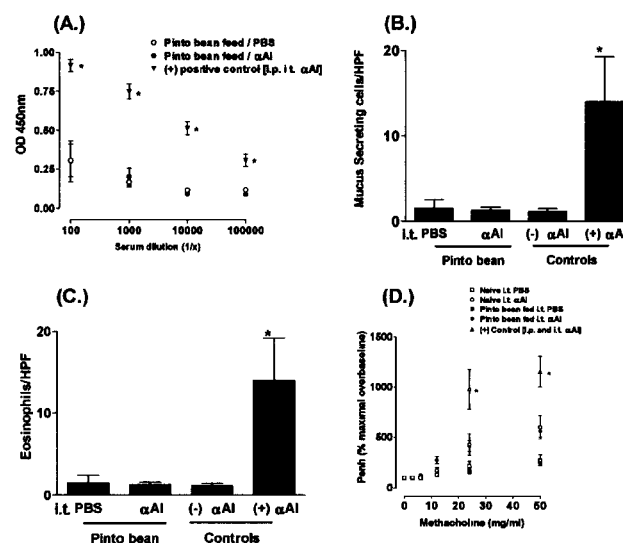 (A.)
Pinto bean feed / PBS
Pinto bean feed / αAI
(+) positive control [i.p. i.t. αAI]
OD 450nm
1.00
0.75
0.50
0.25
0.00
*
*
*
*
100 1000 10000 100000
Serum dilution (1/x)
(B.)
Mucus Secreting cells/HPF
20
10
0
*
i.t. PBS αAI (-) αAI (+) αAI
Pinto bean Controls
(C.)
Eosinophils/HPF
20
10
0
*
i.t. PBS αAI (-) αAI (+) αAI
Pinto bean Controls
(D.)
Naive i.t. PBS
Naive i.t. αAI
Pinto bean fed i.t. PBS
Pinto bean fed i.t. αAI
(+) Control [i.p. and i.t. αAI]
Penh (% maximal overbaseline)
1500
1000
500
0
*
*
0 10 20 30 40 50
Methacholine (mg/ml)